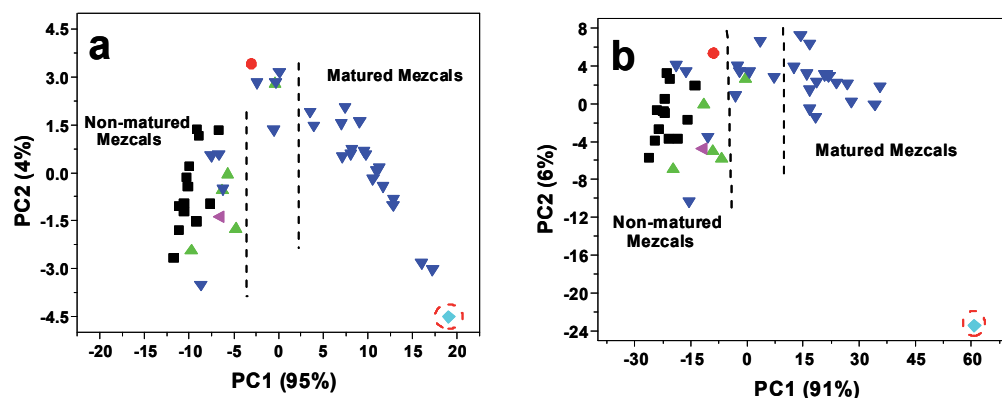 a
4.5
3.0
1.5
0.0
-1.5
-3.0
-4.5
PC2 (4%)
Non-matured
Mezcals
Matured Mezcals
-20 -15 -10 -5 0 5 10 15 20
PC1 (95%)
b
8
4
0
-4
-8
-12
-16
-20
-24
PC2 (6%)
Matured Mezcals
Non-matured
Mezcals
-30 -15 0 15 30 45 60
PC1 (91%)